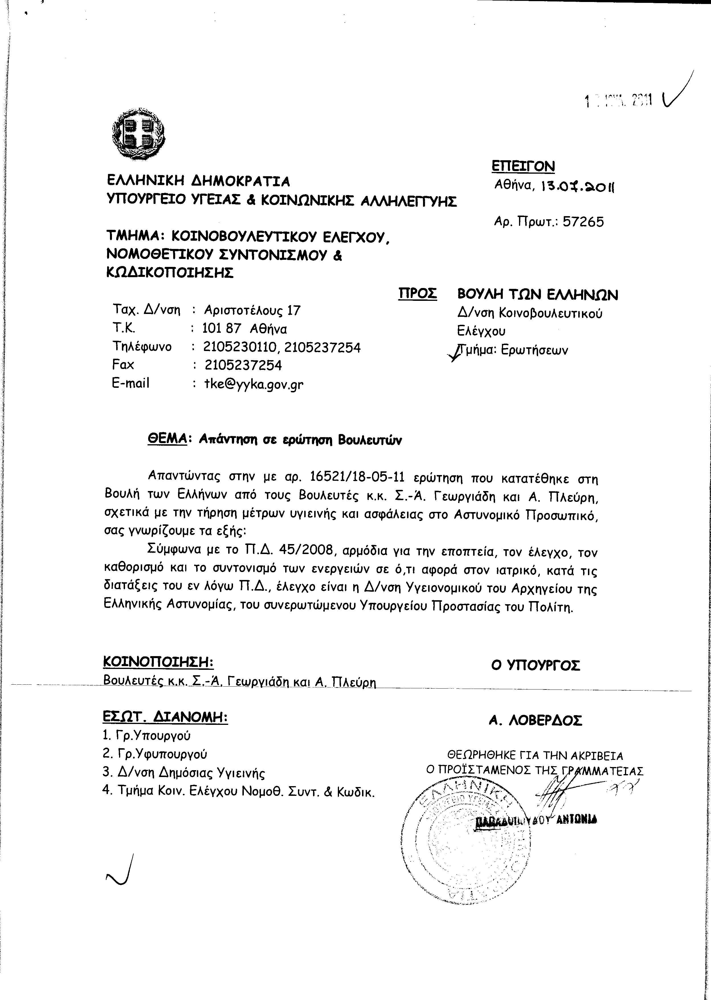 2011
ΕΠΕΙΓΟΝ
ΕΛΛΗΝΙΚΗ ΔΗΜΟΚΡΑΤΙΑ
Αθήνα, 13.07.2011
ΥΠΟΥΡΓΕΙΟ ΥΓΕΙΑΣ & ΚΟΙΝΩΝΙΚΗΣ ΑΛΛΗΛΕΓΓΥΗΣ
Αρ. Πρωτ.: 57265
ΤΜΗΜΑ: ΚΟΙΝΟΒΟΥΛΕΥΤΙΚΟΥ ΕΛΕΓΧΟΥ,
ΝΟΜΟΘΕΤΙΚΟΥ ΣΥΝΤΟΝΙΣΜΟΥ &
ΚΩΔΙΚΟΠΟΙΗΣΗΣ
ΠΡΟΣ ΒΟΥΛΗ ΤΩΝ ΕΛΛΗΝΩΝ
Δ/νση Κοινοβουλευτικού
Ελέγχου
Τμήμα: Ερωτήσεων
Ταχ. Δ/νση : Αριστοτέλους 17
Τ.Κ. : 101 87 Αθήνα
Τηλέφωνο : 2105230110, 2105237254
Fax : 2105237254
E-mail : tke@yyka.gov.gr
ΘΕΜΑ: Απάντηση σε ερώτηση Βουλευτών
Απαντώντας στην με αρ. 16521/18-05-11 ερώτηση που κατατέθηκε στη
Βουλή των Ελλήνων από τους Βουλευτές κ.κ. Σ.-Ά. Γεωργιάδη και Α. Πλεύρη,
σχετικά με την τήρηση μέτρων υγιεινής και ασφάλειας στο Αστυνομικό Προσωπικό,
σας γνωρίζουμε τα εξής:
Σύμφωνα με το Π.Δ. 45/2008, αρμόδια για την εποπτεία, τον έλεγχο, τον
καθορισμό και το συντονισμό των ενεργειών σε ό,τι αφορά στον ιατρικό, κατά τις
διατάξεις του εν λόγω Π.Δ., έλεγχο είναι η Δ/νση Υγειονομικού του Αρχηγείου της
Ελληνικής Αστυνομίας, του συνερωτώμενου Υπουργείου Προστασίας του Πολίτη.
ΚΟΙΝΟΠΟΙΗΣΗ:
Βουλευτές κ.κ. Σ.-Ά. Γεωργιάδη και Α. Πλεύρη
Ο ΥΠΟΥΡΓΟΣ
Α. ΛΟΒΕΡΔΟΣ
ΕΣΩΤ. ΔΙΑΝΟΜΗ:
1. Γρ.Υπουργού
2. Γρ.Υφυπουργού
3. Δ/νση Δημόσιας Υγιεινής
4. Τμήμα Κοιν. Ελέγχου Νομοθ. Συντ. & Κωδικ.
ΘΕΩΡΗΘΗΚΕ ΓΙΑ ΤΗΝ ΑΚΡΙΒΕΙΑ
Ο ΠΡΟΪΣΤΑΜΕΝΟΣ ΤΗΣ ΓΡΑΜΜΑΤΕΙΑΣ
ΕΛΛΗΝΙΚΗ
ΑΝΤΩΝΙΑ